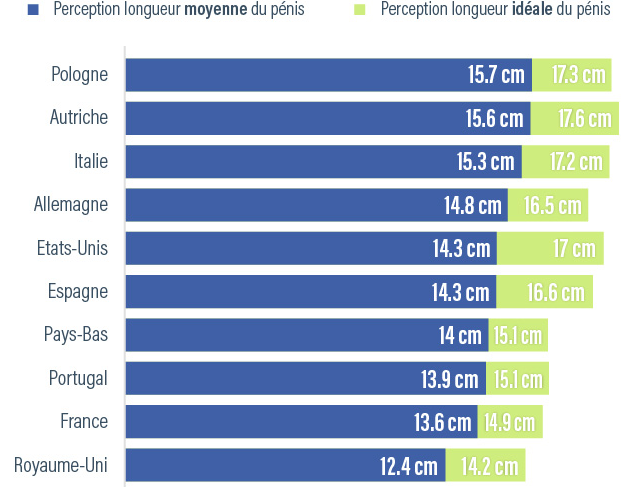 Perception longueur moyenne du pénis Perception longueur idéale du pénis
Pologne 15.7 cm 17.3 cm
Autriche 15.6 cm 17.6 cm
Italie 15.3 cm 17.2 cm
Allemagne 14.8 cm 16.5 cm
Etats-Unis 14.3 cm 17 cm
Espagne 14.3 cm 16.6 cm
Pays-Bas 14 cm 15.1 cm
Portugal 13.9 cm 15.1 cm
France 13.6 cm 14.9 cm
Royaume-Uni 12.4 cm 14.2 cm